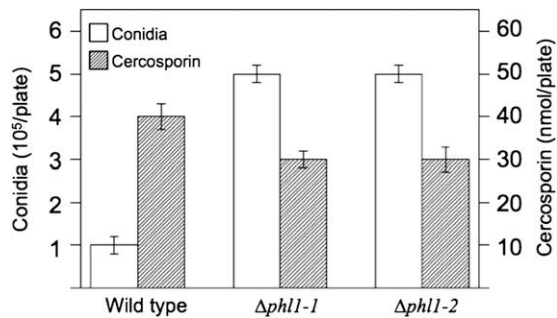 6
5
4
3
2
1
Conidia (10⁵/plate)
Conidia
Cercosporin
60
50
40
30
20
10
Cercosporin (nmol/plate)
Wild type
Δphl1-1
Δphl1-2